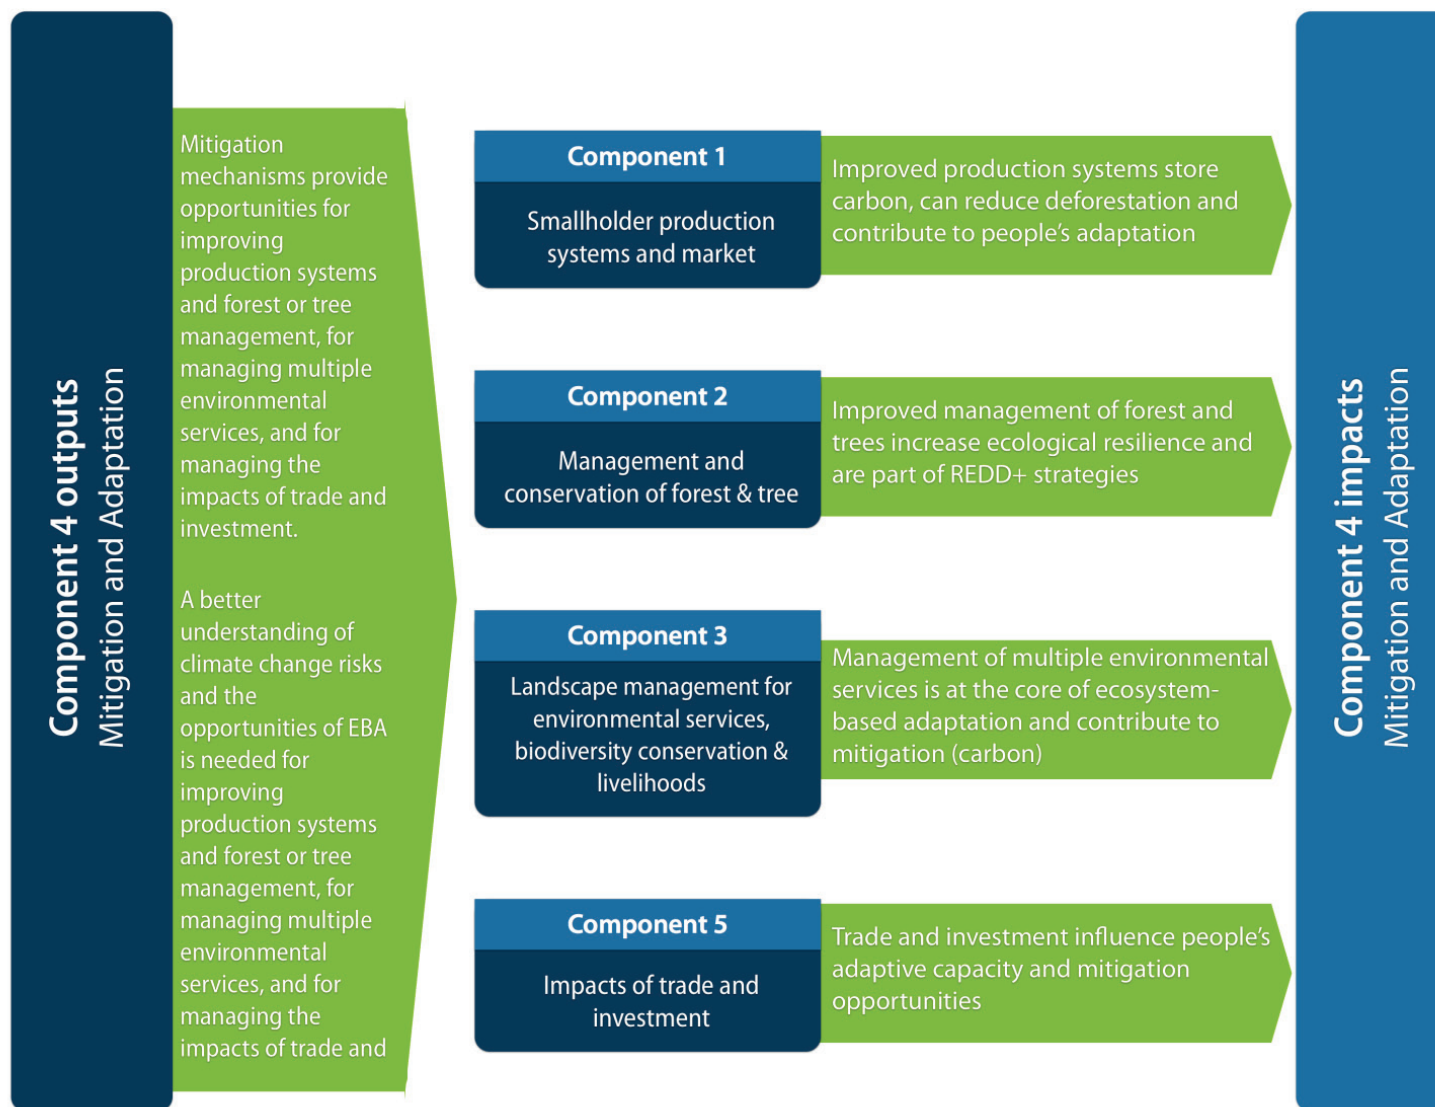 Component 4 outputs
Mitigation and Adaptation
Mitigation
mechanisms provide
opportunities for
improving
production systems
and forest or tree
management, for
managing multiple
environmental
services, and for
managing the
impacts of trade and
investment.
A better
understanding of
climate change risks
and the
opportunities of EBA
is needed for
improving
production systems
and forest or tree
management, for
managing multiple
environmental
services, and for
managing the
impacts of trade and
Component 1
Smallholder production
systems and market
Improved production systems store
carbon, can reduce deforestation and
contribute to people’s adaptation
Component 2
Management and
conservation of forest & tree
Improved management of forest and
trees increase ecological resilience and
are part of REDD+ strategies
Component 3
Landscape management for
environmental services,
biodiversity conservation &
livelihoods
Management of multiple environmental
services is at the core of ecosystem-
based adaptation and contribute to
mitigation (carbon)
Component 5
Impacts of trade and
investment
Trade and investment influence people’s
adaptive capacity and mitigation
opportunities
Component 4 impacts
Mitigation and Adaptation